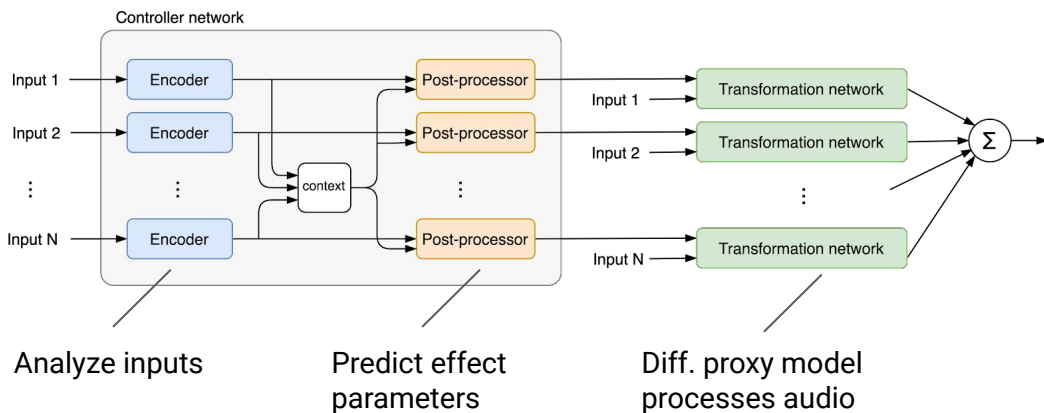 Controller network
Input 1
Encoder
Post-processor
Input 1
Transformation network
Input 2
Encoder
Post-processor
Input 2
Transformation network
Σ
...
...
context
...
...
Input N
Encoder
Post-processor
Input N
Transformation network
Analyze inputs
Predict effect
parameters
Diff. proxy model
processes audio